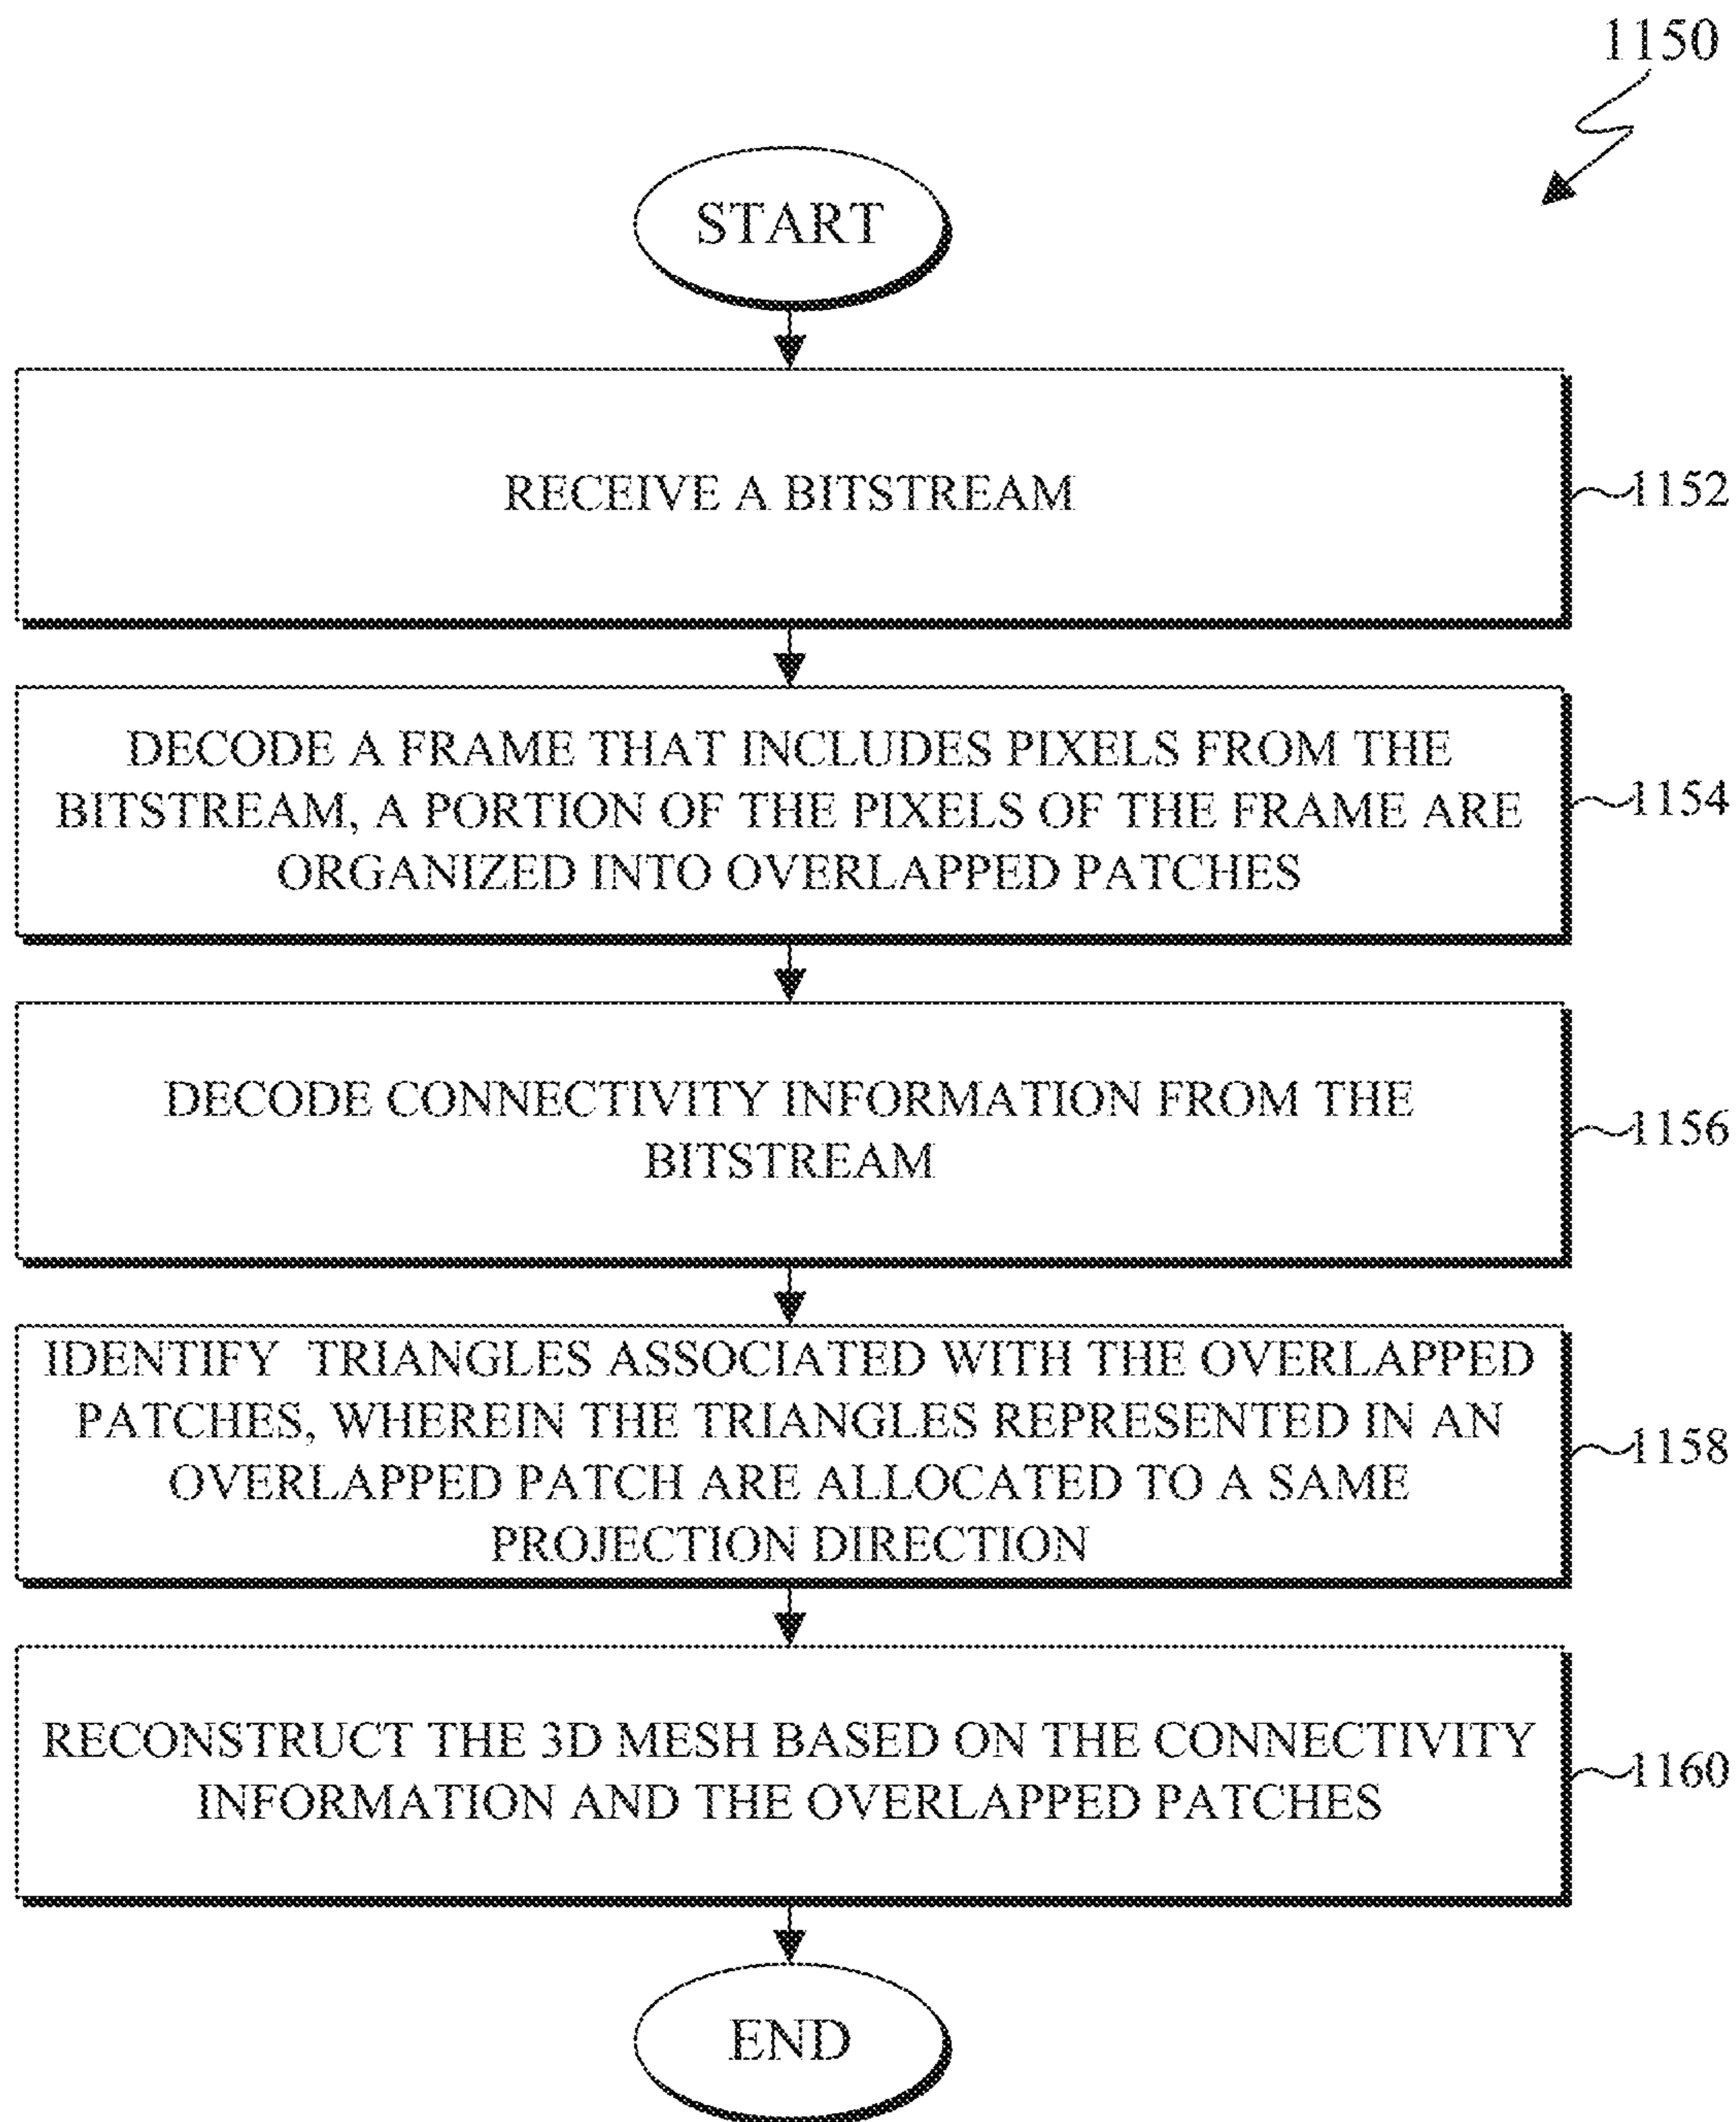 1150
START
RECEIVE A BITSTREAM
1152
DECODE A FRAME THAT INCLUDES PIXELS FROM THE
BITSTREAM, A PORTION OF THE PIXELS OF THE FRAME ARE
ORGANIZED INTO OVERLAPPED PATCHES
1154
DECODE CONNECTIVITY INFORMATION FROM THE
BITSTREAM
1156
IDENTIFY TRIANGLES ASSOCIATED WITH THE OVERLAPPED
PATCHES, WHEREIN THE TRIANGLES REPRESENTED IN AN
OVERLAPPED PATCH ARE ALLOCATED TO A SAME
PROJECTION DIRECTION
1158
RECONSTRUCT THE 3D MESH BASED ON THE CONNECTIVITY
INFORMATION AND THE OVERLAPPED PATCHES
1160
END